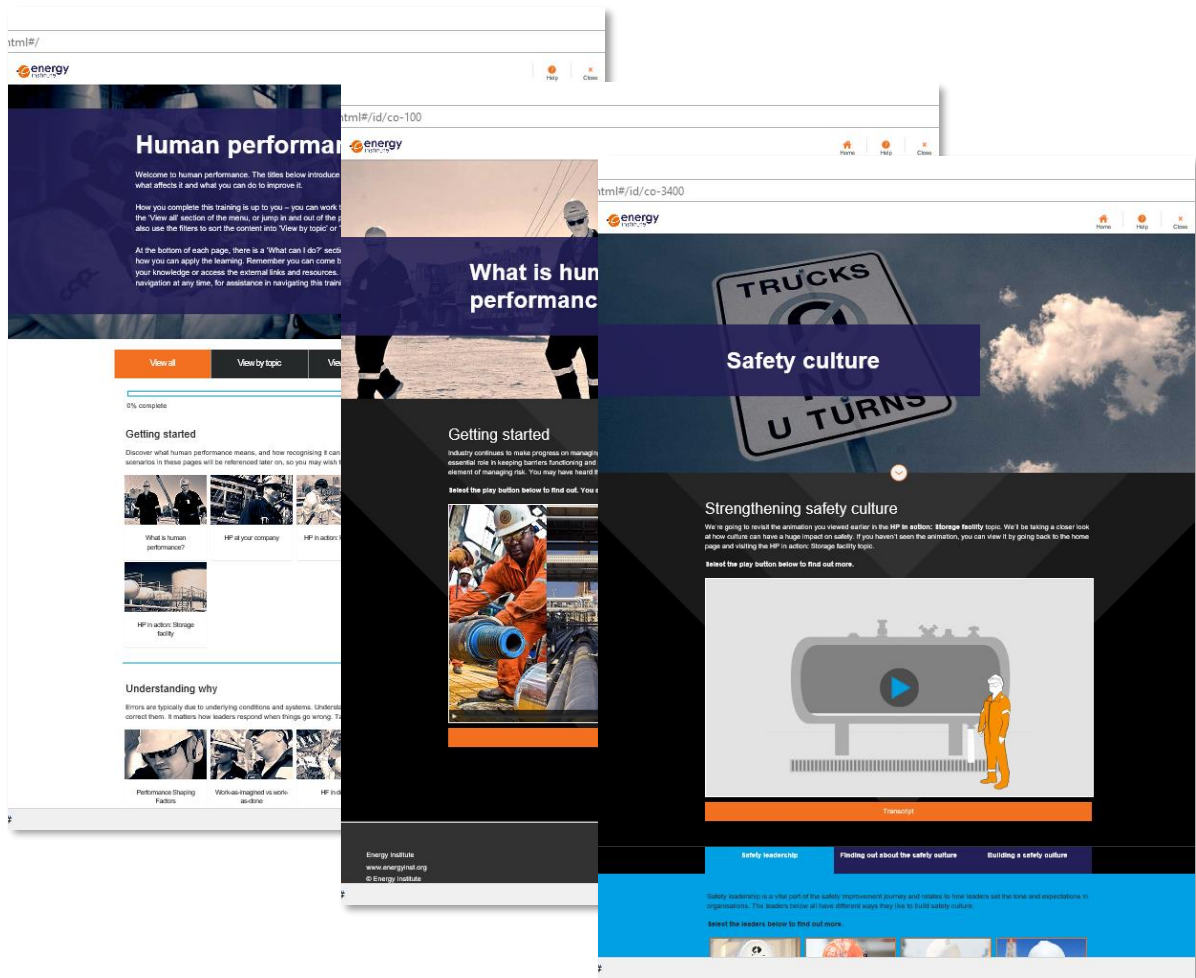 html#/
energy
institute
Help
Close
Human performan
Welcome to human performance. The titles below introduce
what affects it and what you can do to improve it.
How you complete this training is up to you – you can work t
the 'View all' section of the menu, or jump in and out of the p
also use the filters to sort the content into 'View by topic' or '
At the bottom of each page, there is a 'What can I do?' secti
how you can apply the learning. Remember you can come b
your knowledge or access the external links and resources.
navigation at any time, for assistance in navigating this traini
View all
View by topic
Vie
0% complete
Getting started
Discover what human performance means, and how recognising it can
scenarios in these pages will be referenced later on, so you may wish t
What is human
performance?
HP at your company
HP in action:
HP in action: Storage
facility
Understanding why
Errors are typically due to underlying conditions and systems. Understa
correct them. It matters how leaders respond when things go wrong. Ta
Performance Shaping
Factors
Work-as-imagined vs work-
as-done
HF in d
#
html#/id/co-100
energy
institute
Home
Help
Close
What is hum
performanc
Getting started
Industry continues to make progress on managin
essential role in keeping barriers functioning and
element of managing risk. You may have heard th
Select the play button below to find out. You
Energy Institute
www.energyinst.org
© Energy Institute
#
html#/id/co-3400
energy
institute
Home
Help
Close
TRUCKS
NO
U TURNS
Safety culture
Strengthening safety culture
We're going to revisit the animation you viewed earlier in the HP in action: Storage facility topic. We'll be taking a closer look
at how culture can have a huge impact on safety. If you haven't seen the animation, you can view it by going back to the home
page and visiting the HP in action: Storage facility topic.
Select the play button below to find out more.
Transcript
Safety leadership
Finding out about the safety culture
Building a safety culture
Safety leadership is a vital part of the safety improvement journey and relates to how leaders set the tone and expectations in
organisations. The leaders below all have different ways they like to build safety culture.
Select the leaders below to find out more.
#